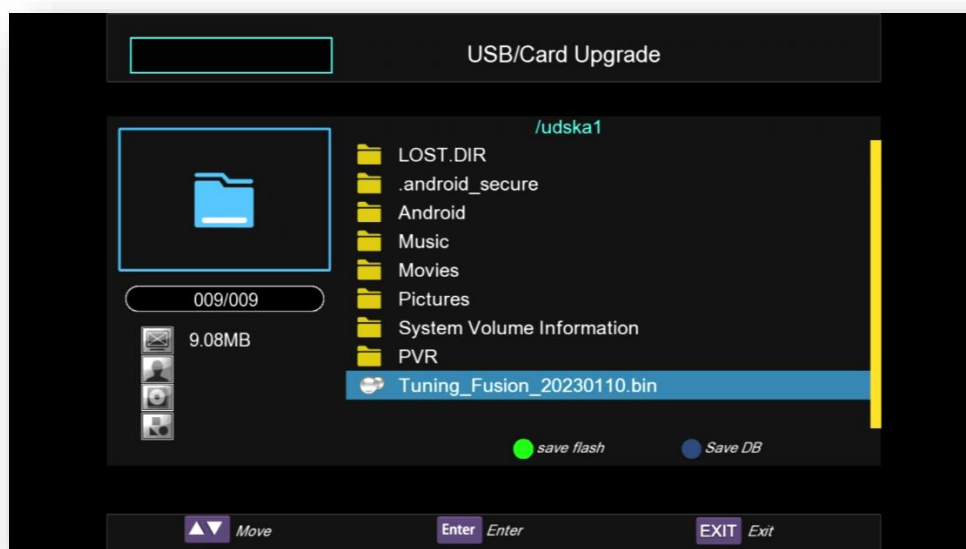 USB/Card Upgrade
/udska1
LOST.DIR
.android_secure
Android
Music
Movies
Pictures
System Volume Information
PVR
Tuning_Fusion_20230110.bin
009/009
9.08MB
save flash Save DB
Move Enter Enter EXIT Exit